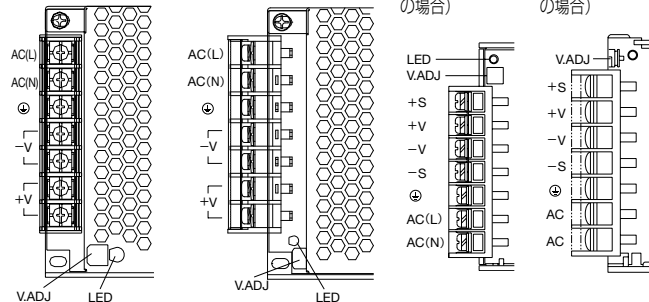 の場合)
の場合)
AC(L)
AC(N)
-V
+V
V.ADJ
LED
AC(L)
AC(N)
-V
+V
V.ADJ
LED
LED
V.ADJ
+S
+V
-V
-S
AC(L)
AC(N)
V.ADJ
+S
+V
-V
-S
AC
AC